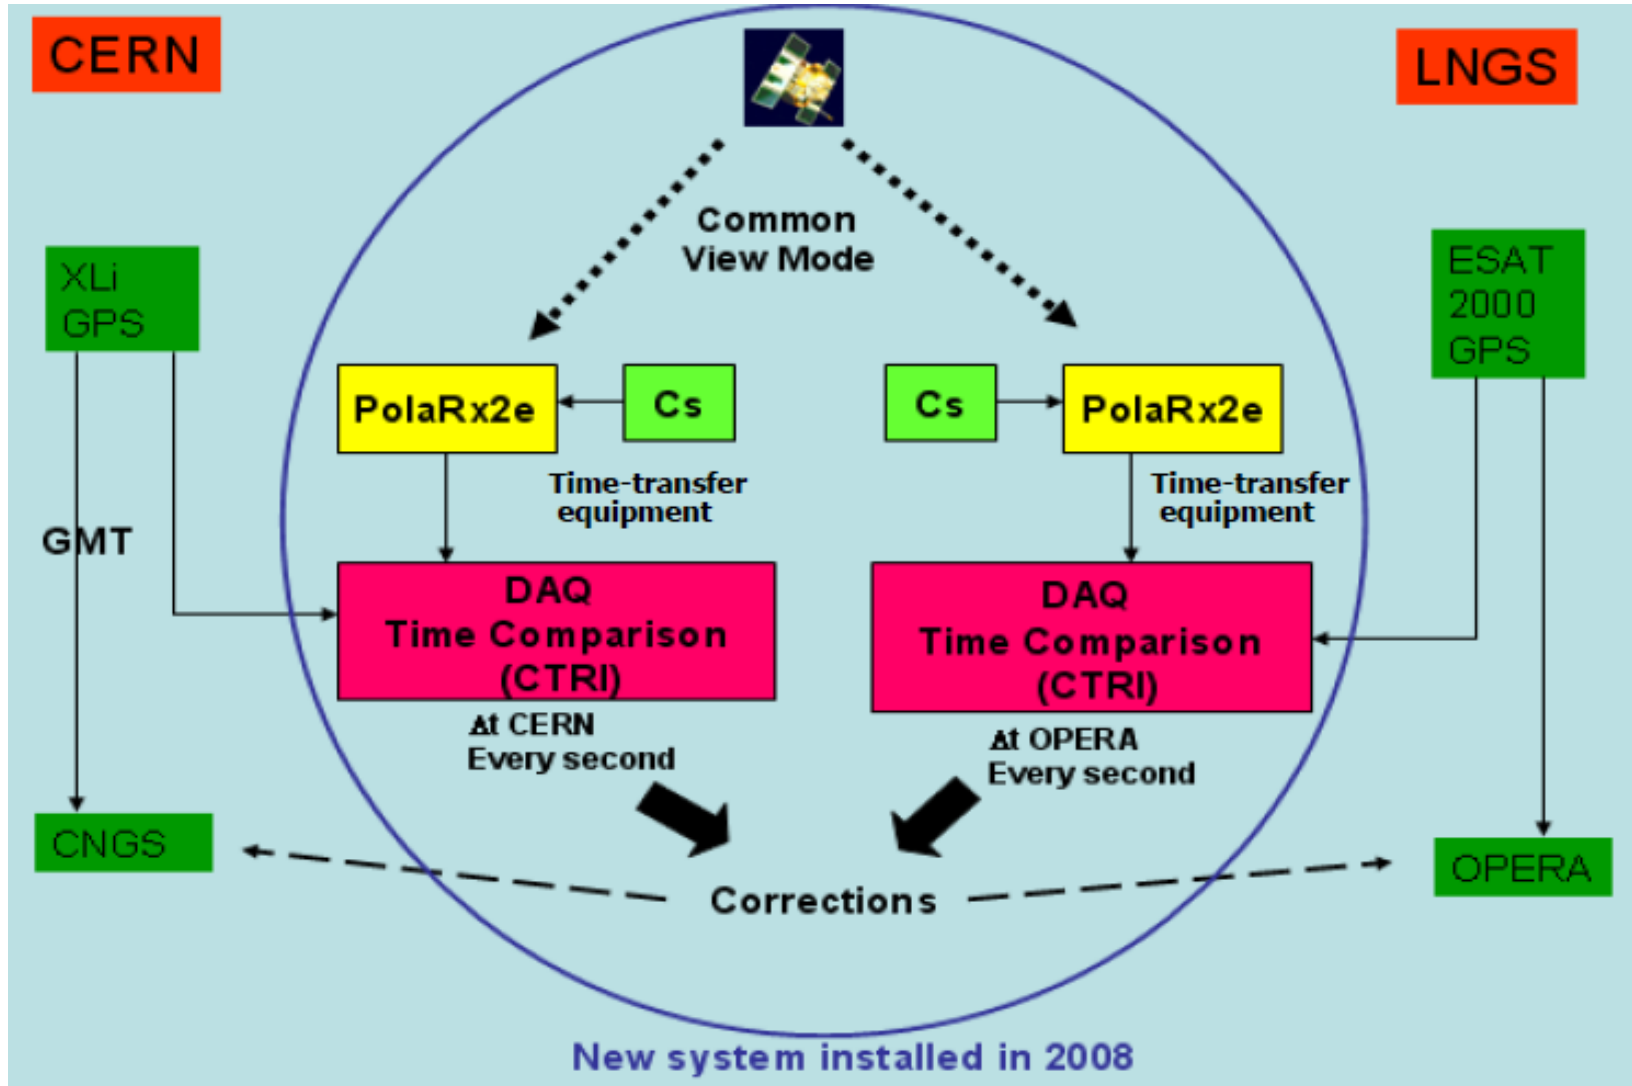 CERN
LNGS
Common
View Mode
XLi
GPS
ESAT
2000
GPS
PolaRx2e
Cs
Cs
PolaRx2e
Time-transfer
equipment
Time-transfer
equipment
GMT
DAQ
Time Comparison
(CTRI)
DAQ
Time Comparison
(CTRI)
Δt CERN
Every second
Δt OPERA
Every second
CNGS
OPERA
Corrections
New system installed in 2008